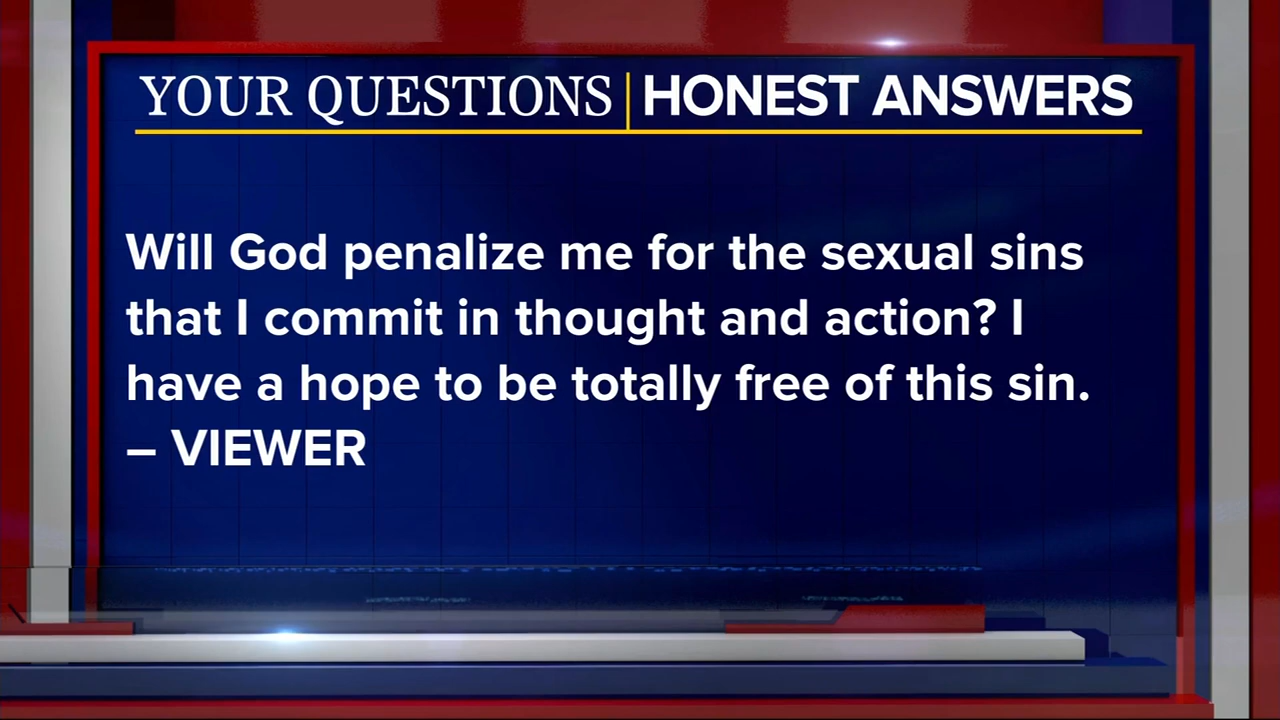 YOUR QUESTIONS | HONEST ANSWERS
Will God penalize me for the sexual sins
that I commit in thought and action? I
have a hope to be totally free of this sin.
– VIEWER